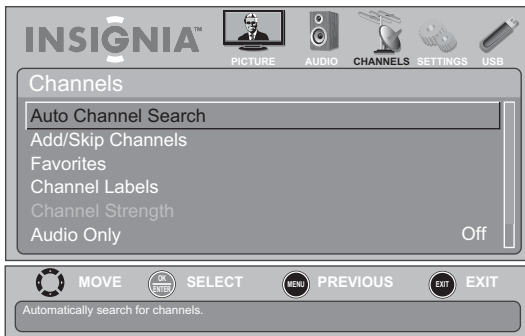 INSIGNIA™
PICTURE AUDIO CHANNELS SETTINGS USB
Channels
Auto Channel Search
Add/Skip Channels
Favorites
Channel Labels
Channel Strength
Audio Only Off
MOVE OK ENTER SELECT MENU PREVIOUS EXIT EXIT
Automatically search for channels.